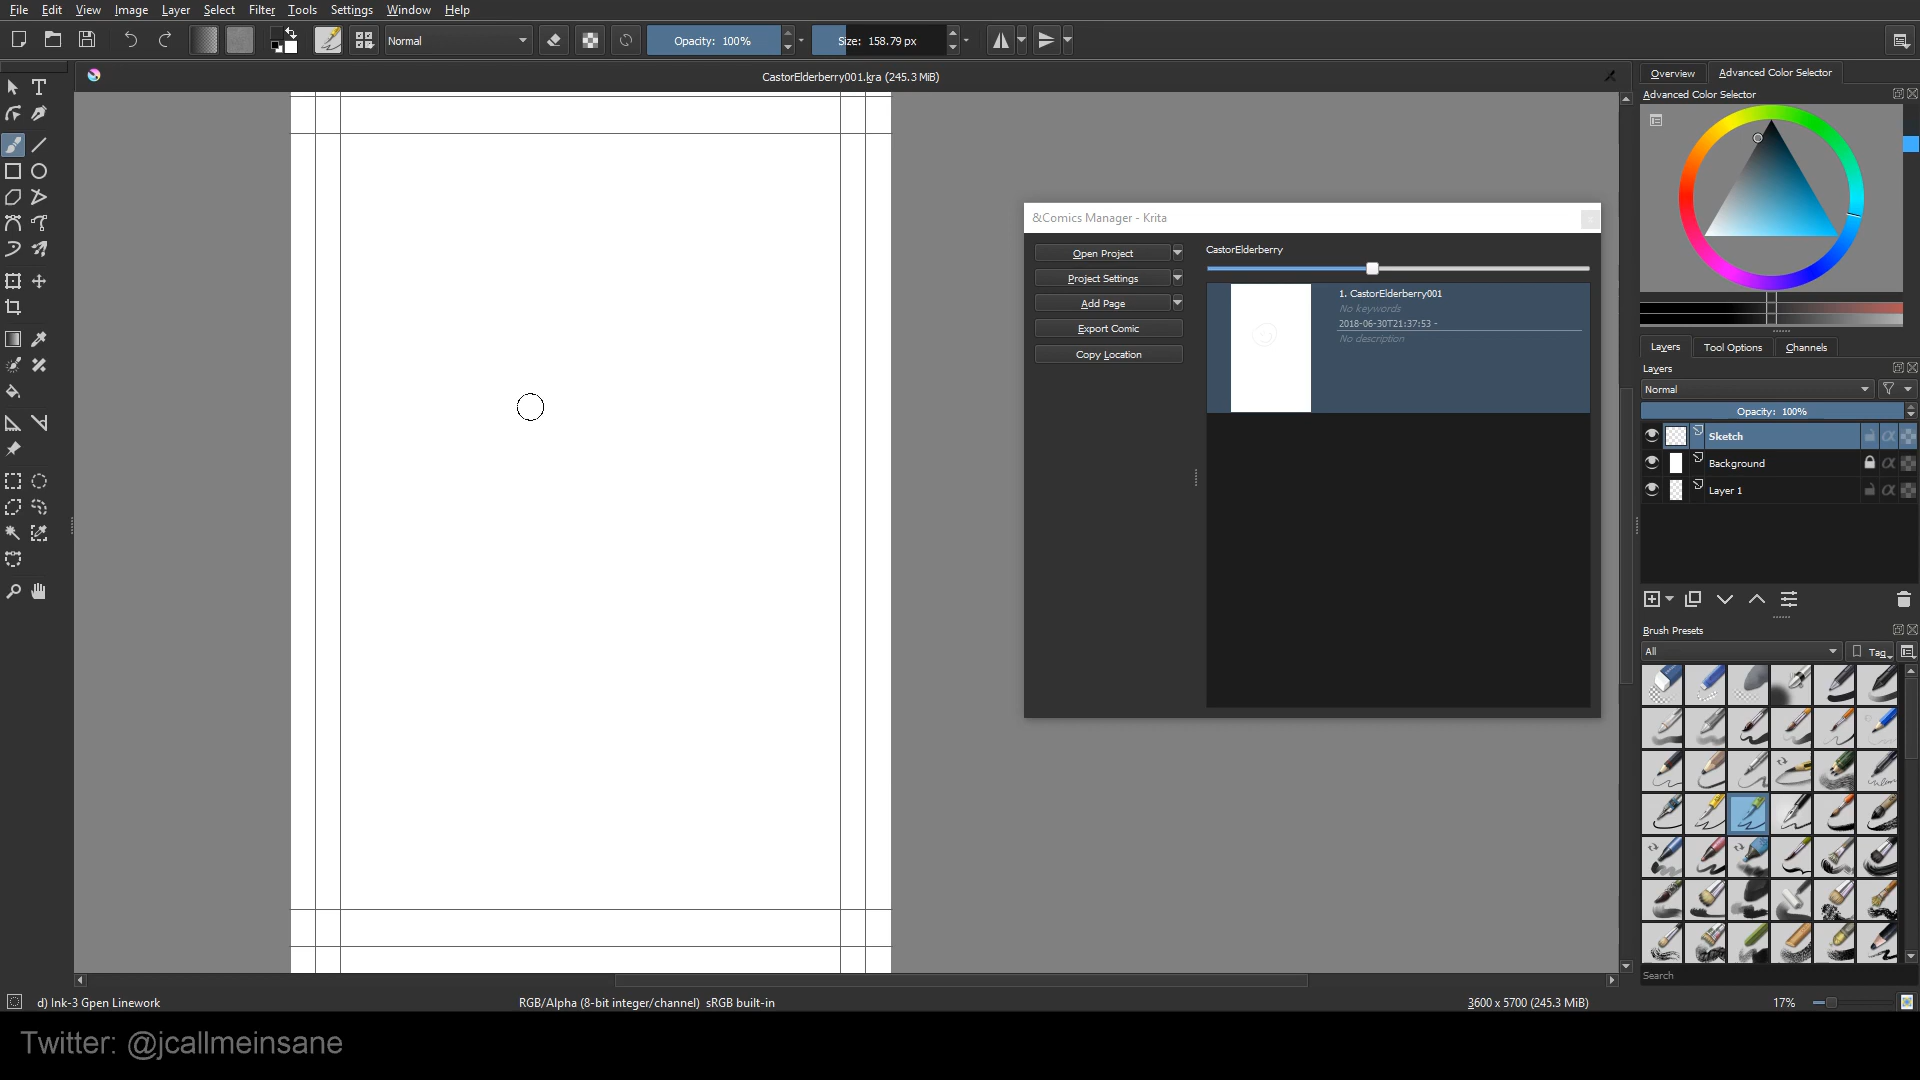 File Edit View Image Layer Select Filter Tools Settings Window Help
Normal
Opacity: 100%
Size: 158.79 px
CastorElderberry001.kra (245.3 MiB)
Overview
Advanced Color Selector
Advanced Color Selector
&Comics Manager - Krita
Open Project
Project Settings
Add Page
Export Comic
Copy Location
CastorElderberry
1. CastorElderberry001
No keywords
2018-06-30T21:37:53 -
No description
Layers
Tool Options
Channels
Layers
Normal
Opacity: 100%
Sketch
Background
Layer 1
Brush Presets
All
Tag
Search
d) Ink-3 Gpen Linework
RGB/Alpha (8-bit integer/channel) sRGB built-in
3600 x 5700 (245.3 MiB)
17%
Twitter: @jcallmeinsane